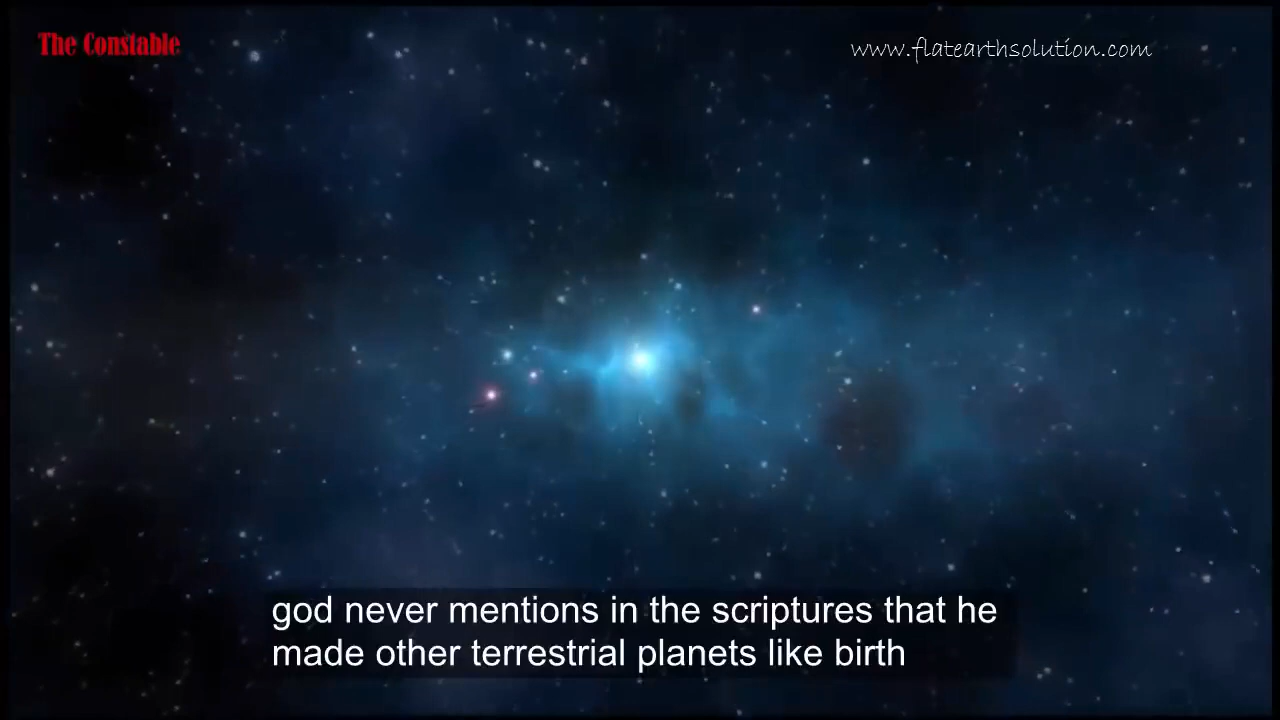 The Constable
www.flatearthsolution.com
god never mentions in the scriptures that he
made other terrestrial planets like birth